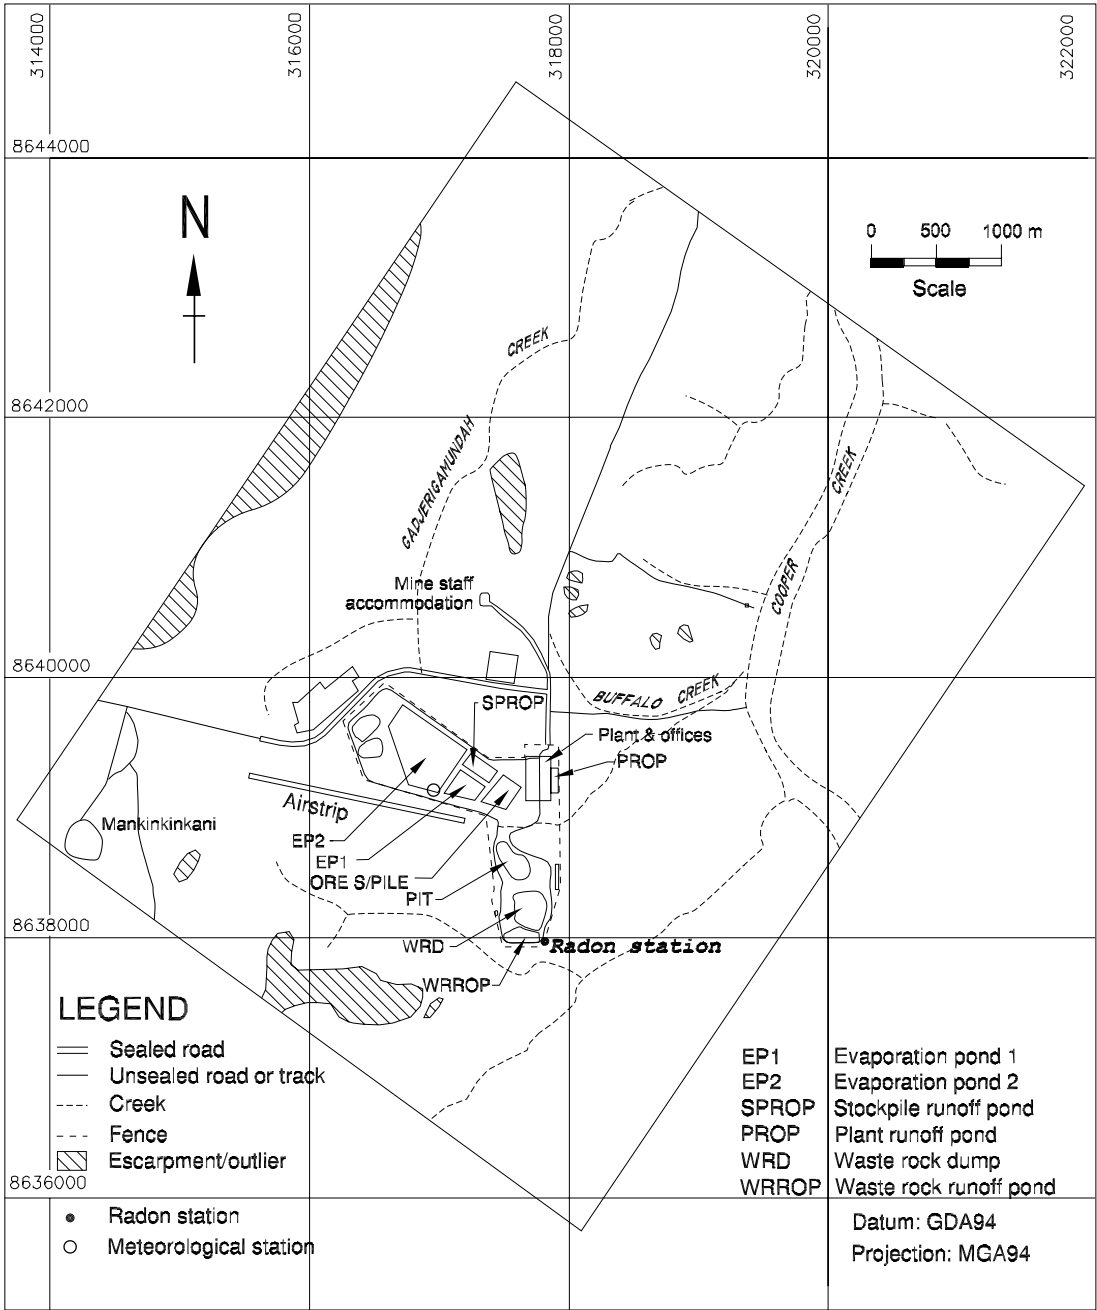 314000
316000
318000
320000
322000
8644000
N
0 500 1000 m
Scale
CREEK
8642000
GADJERIGAMUNDAH
CREEK
COOPER
Mine staff
accommodation
8640000
BUFFALO CREEK
SPROP
Plant & offices
PROP
Airstrip
Mankinkinkani
EP2
EP1
ORE S/PILE
PIT
8638000
WRD
Radon station
WRROP
LEGEND
Sealed road
Unsealed road or track
Creek
Fence
Escarpment/outlier
8636000
Radon station
Meteorological station
EP1 Evaporation pond 1
EP2 Evaporation pond 2
SPROP Stockpile runoff pond
PROP Plant runoff pond
WRD Waste rock dump
WRROP Waste rock runoff pond
Datum: GDA94
Projection: MGA94